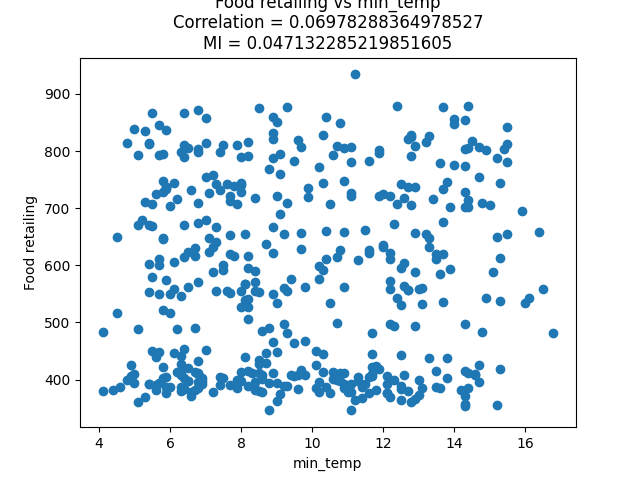 Food retailing vs min_temp
Correlation = 0.06978288364978527
MI = 0.047132285219851605
900
800
700
600
500
400
Food retailing
4 6 8 10 12 14 16
min_temp